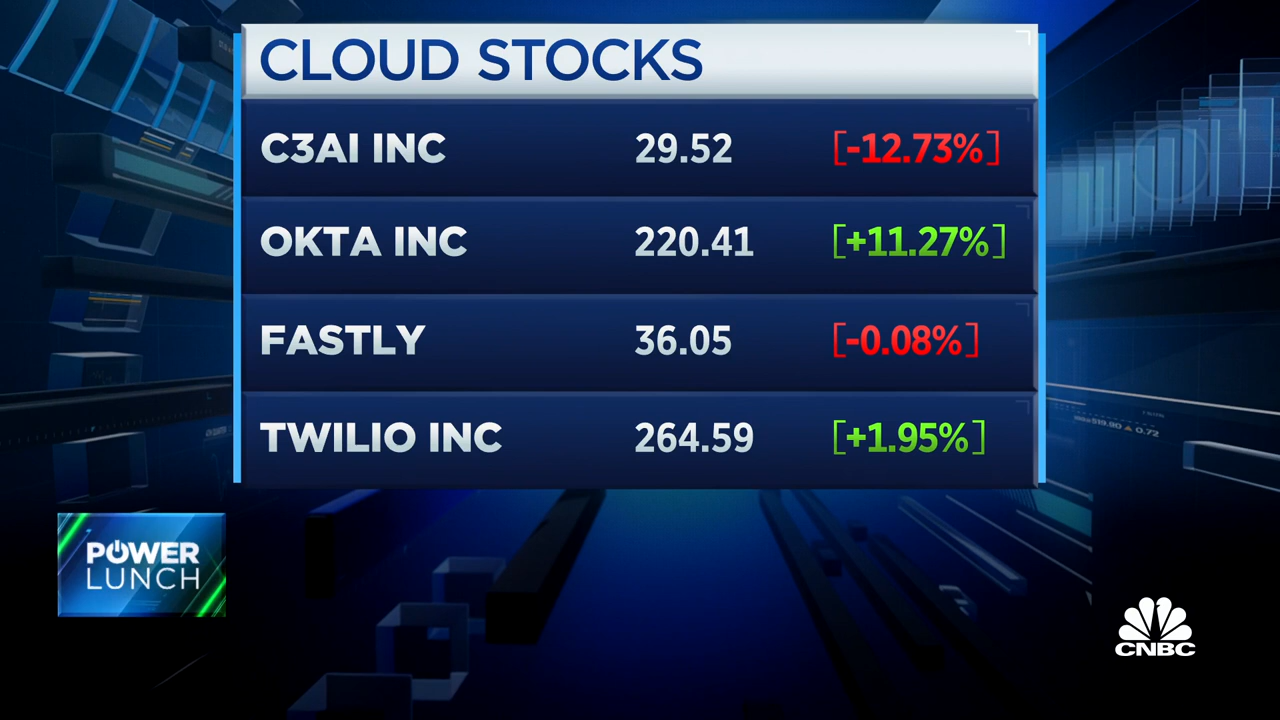 CLOUD STOCKS
C3AI INC 29.52 [-12.73%]
OKTA INC 220.41 [+11.27%]
FASTLY 36.05 [-0.08%]
TWILIO INC 264.59 [+1.95%]
POWER
LUNCH
CNBC